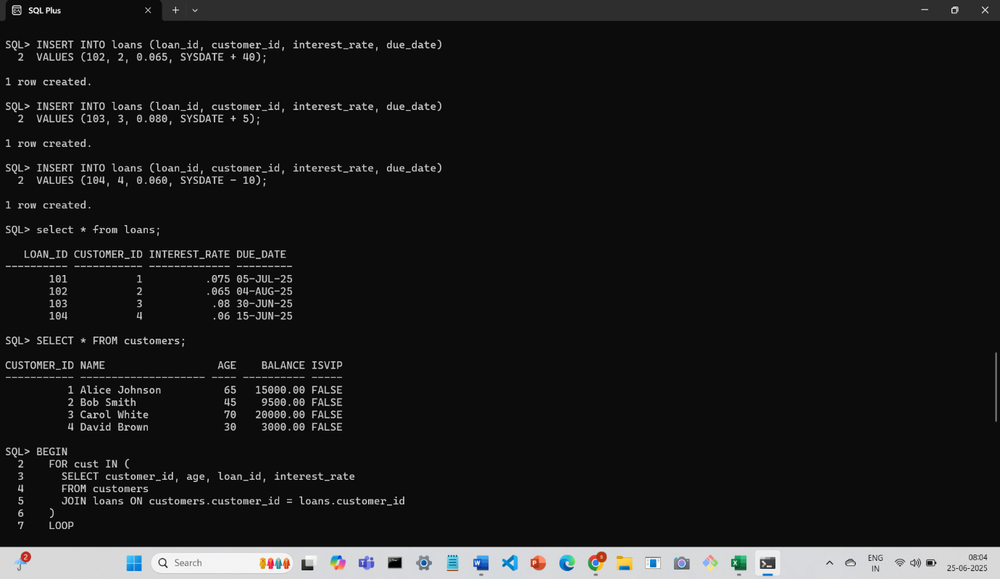 SQL Plus
SQL> INSERT INTO loans (loan_id, customer_id, interest_rate, due_date)
  2  VALUES (102, 2, 0.065, SYSDATE + 40);
1 row created.
SQL> INSERT INTO loans (loan_id, customer_id, interest_rate, due_date)
  2  VALUES (103, 3, 0.080, SYSDATE + 5);
1 row created.
SQL> INSERT INTO loans (loan_id, customer_id, interest_rate, due_date)
  2  VALUES (104, 4, 0.060, SYSDATE - 10);
1 row created.
SQL> select * from loans;
   LOAN_ID CUSTOMER_ID INTEREST_RATE DUE_DATE
---------- ----------- ------------- ---------
       101           1          .075 05-JUL-25
       102           2          .065 04-AUG-25
       103           3           .08 30-JUN-25
       104           4           .06 15-JUN-25
SQL> SELECT * FROM customers;
CUSTOMER_ID NAME                  AGE    BALANCE ISVIP
----------- -------------------- ---- ---------- -----
          1 Alice Johnson          65   15000.00 FALSE
          2 Bob Smith              45    9500.00 FALSE
          3 Carol White            70   20000.00 FALSE
          4 David Brown            30    3000.00 FALSE
SQL> BEGIN
  2    FOR cust IN (
  3      SELECT customer_id, age, loan_id, interest_rate
  4      FROM customers
  5      JOIN loans ON customers.customer_id = loans.customer_id
  6    )
  7    LOOP
2
Search
ENG
IN
08:04
25-06-2025